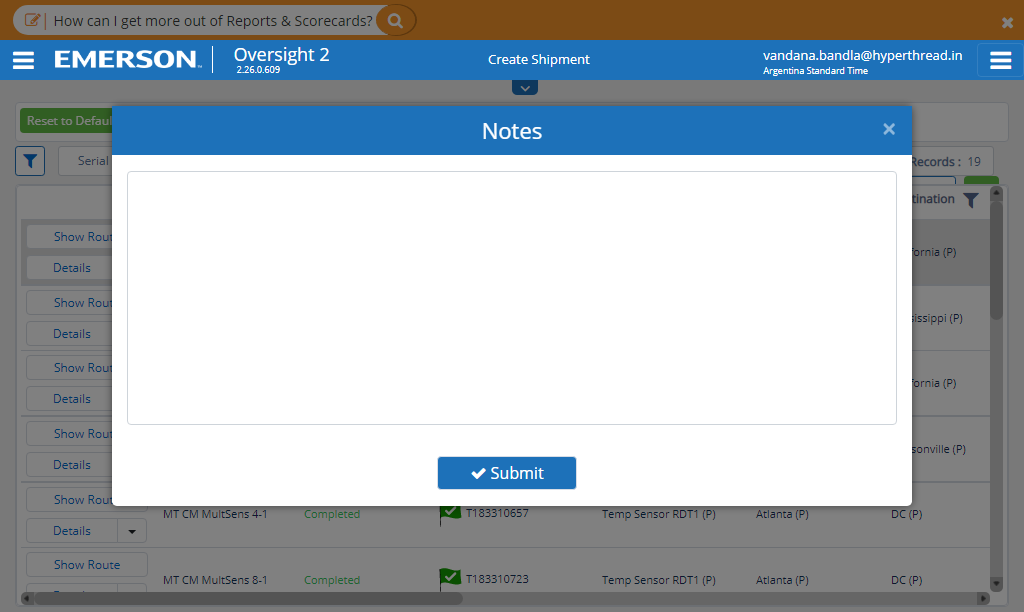 How can I get more out of Reports & Scorecards?
EMERSON Oversight 2 Create Shipment vandana.bandla@hyperthread.in
2.26.0.609 Argentina Standard Time
Notes
Reset to Defaul
Serial Records : 19
tination
Show Rout
fornia (P)
Details
Show Rout
sissippi (P)
Details
Show Rout
fornia (P)
Details
Show Rout
sonville (P)
Details
Submit
Show Rout
MT CM MultSens 4-1 Completed T183310657 Temp Sensor RDT1 (P) Atlanta (P) DC (P)
Details
Show Route
MT CM MultSens 8-1 Completed T183310723 Temp Sensor RDT1 (P) Atlanta (P) DC (P)